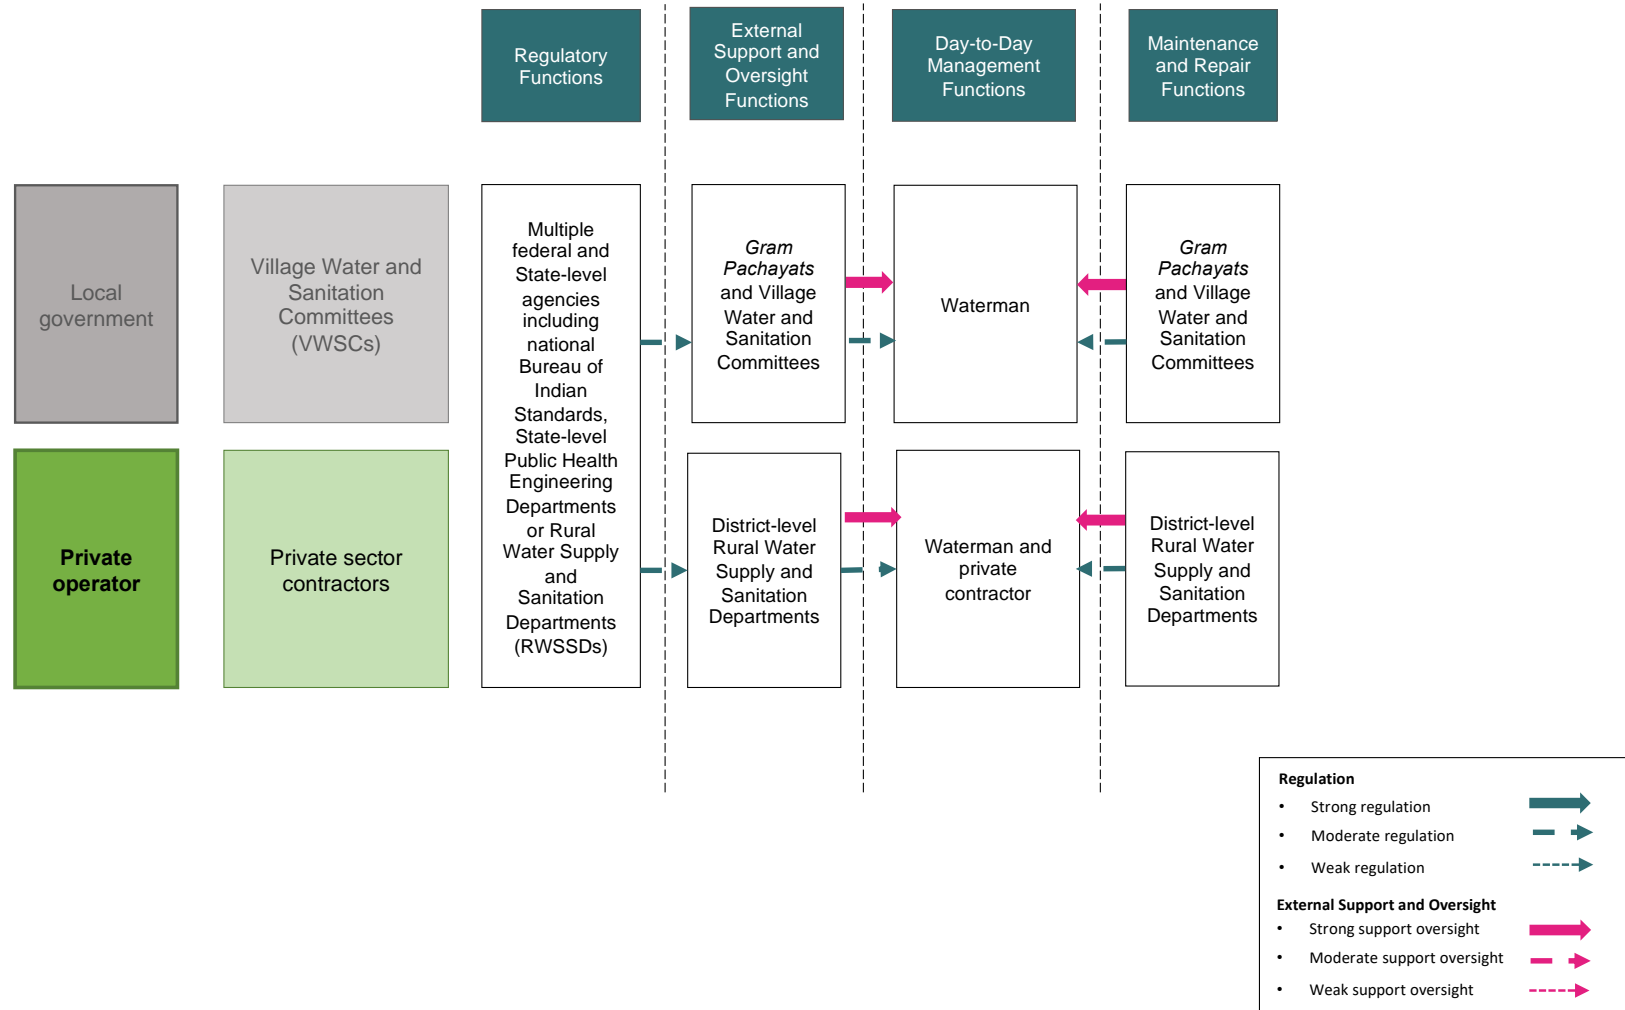 Regulatory
Functions
External
Support and
Oversight
Functions
Day-to-Day
Management
Functions
Maintenance
and Repair
Functions
Local
government
Village Water and
Sanitation
Committees
(VWSCs)
Multiple
federal and
State-level
agencies
including
national
Bureau of
Indian
Standards,
State-level
Public Health
Engineering
Departments
or Rural
Water Supply
and
Sanitation
Departments
(RWSSDs)
Gram
Pachayats
and Village
Water and
Sanitation
Committees
Waterman
Gram
Pachayats
and Village
Water and
Sanitation
Committees
Private
operator
Private sector
contractors
District-level
Rural Water
Supply and
Sanitation
Departments
Waterman and
private
contractor
District-level
Rural Water
Supply and
Sanitation
Departments
Regulation
• Strong regulation
• Moderate regulation
• Weak regulation
External Support and Oversight
• Strong support oversight
• Moderate support oversight
• Weak support oversight